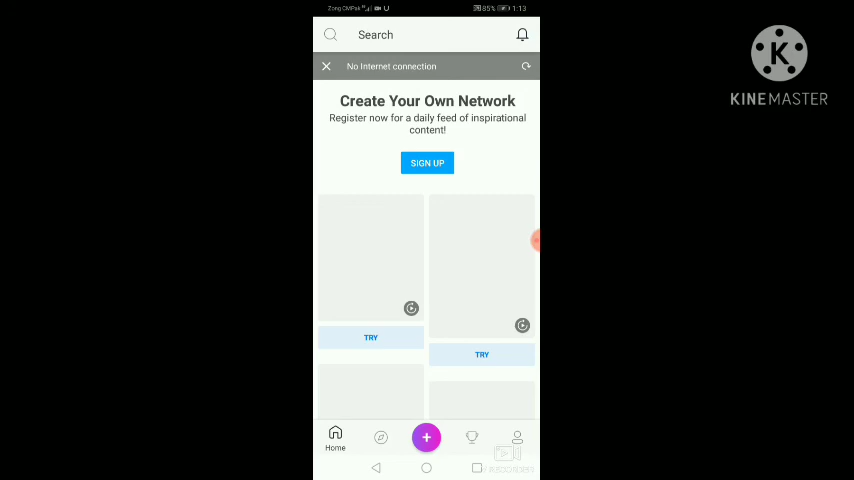 Zong CMPak
85% 1:13
Search
No Internet connection
Create Your Own Network
Register now for a daily feed of inspirational
content!
SIGN UP
TRY
TRY
Home
K
KINEMASTER